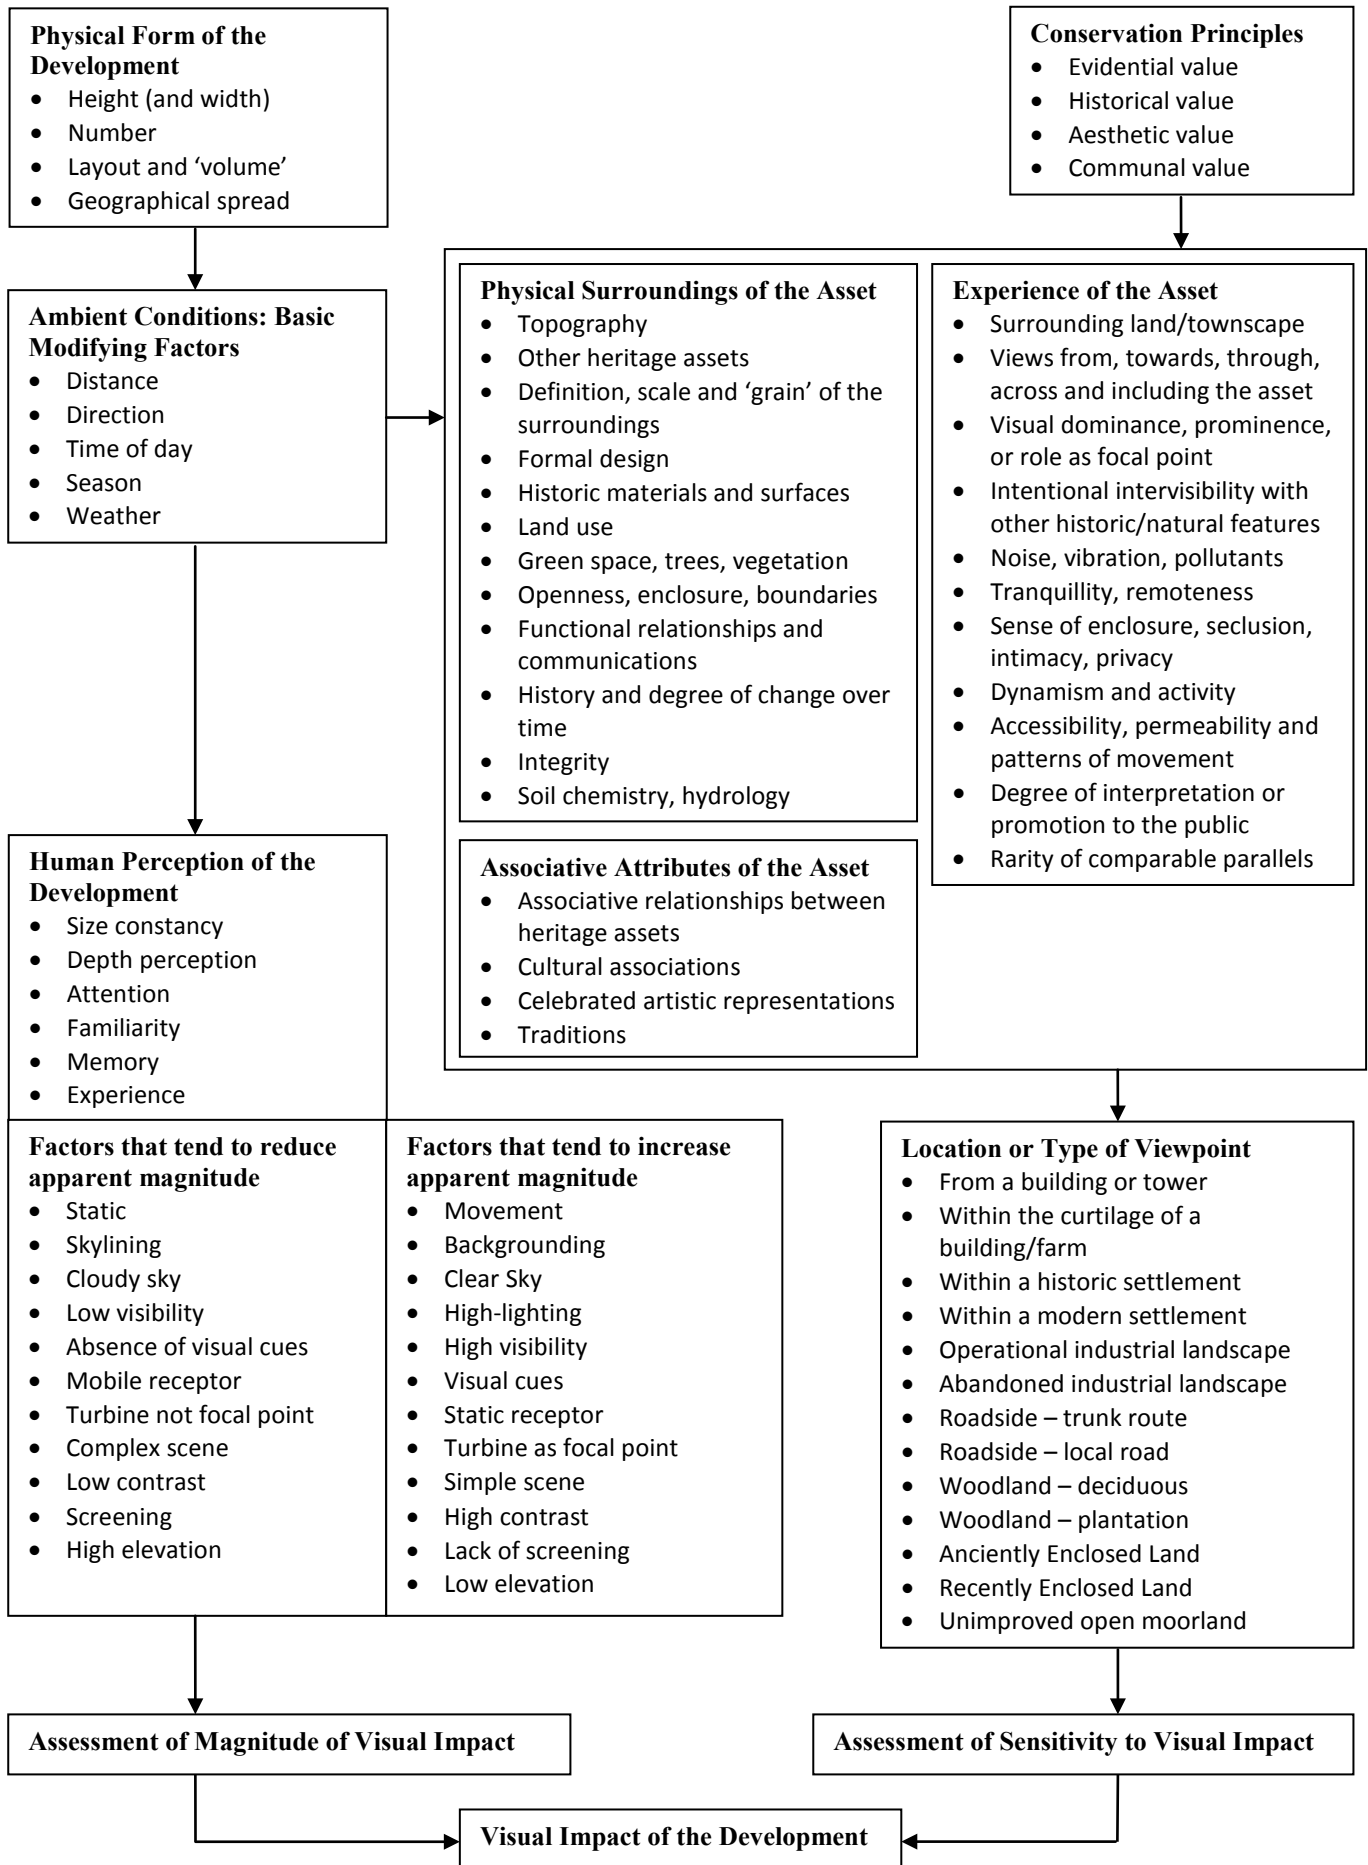 Physical Form of the
Development
• Height (and width)
• Number
• Layout and ‘volume’
• Geographical spread
Conservation Principles
• Evidential value
• Historical value
• Aesthetic value
• Communal value
Ambient Conditions: Basic
Modifying Factors
• Distance
• Direction
• Time of day
• Season
• Weather
Physical Surroundings of the Asset
• Topography
• Other heritage assets
• Definition, scale and ‘grain’ of the
surroundings
• Formal design
• Historic materials and surfaces
• Land use
• Green space, trees, vegetation
• Openness, enclosure, boundaries
• Functional relationships and
communications
• History and degree of change over
time
• Integrity
• Soil chemistry, hydrology
Experience of the Asset
• Surrounding land/townscape
• Views from, towards, through,
across and including the asset
• Visual dominance, prominence,
or role as focal point
• Intentional intervisibility with
other historic/natural features
• Noise, vibration, pollutants
• Tranquillity, remoteness
• Sense of enclosure, seclusion,
intimacy, privacy
• Dynamism and activity
• Accessibility, permeability and
patterns of movement
• Degree of interpretation or
promotion to the public
• Rarity of comparable parallels
Associative Attributes of the Asset
• Associative relationships between
heritage assets
• Cultural associations
• Celebrated artistic representations
• Traditions
Human Perception of the
Development
• Size constancy
• Depth perception
• Attention
• Familiarity
• Memory
• Experience
Factors that tend to reduce
apparent magnitude
• Static
• Skylining
• Cloudy sky
• Low visibility
• Absence of visual cues
• Mobile receptor
• Turbine not focal point
• Complex scene
• Low contrast
• Screening
• High elevation
Factors that tend to increase
apparent magnitude
• Movement
• Backgrounding
• Clear Sky
• High-lighting
• High visibility
• Visual cues
• Static receptor
• Turbine as focal point
• Simple scene
• High contrast
• Lack of screening
• Low elevation
Location or Type of Viewpoint
• From a building or tower
• Within the curtilage of a
building/farm
• Within a historic settlement
• Within a modern settlement
• Operational industrial landscape
• Abandoned industrial landscape
• Roadside – trunk route
• Roadside – local road
• Woodland – deciduous
• Woodland – plantation
• Anciently Enclosed Land
• Recently Enclosed Land
• Unimproved open moorland
Assessment of Magnitude of Visual Impact
Assessment of Sensitivity to Visual Impact
Visual Impact of the Development